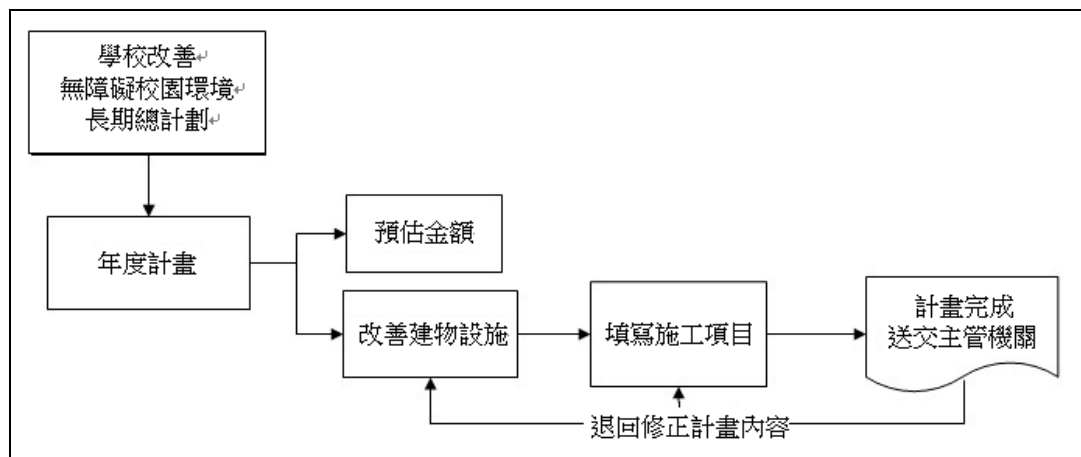 學校改善
無障礙校園環境
長期總計劃
年度計畫
預估金額
改善建物設施
填寫施工項目
計畫完成
送交主管機關
退回修正計畫內容